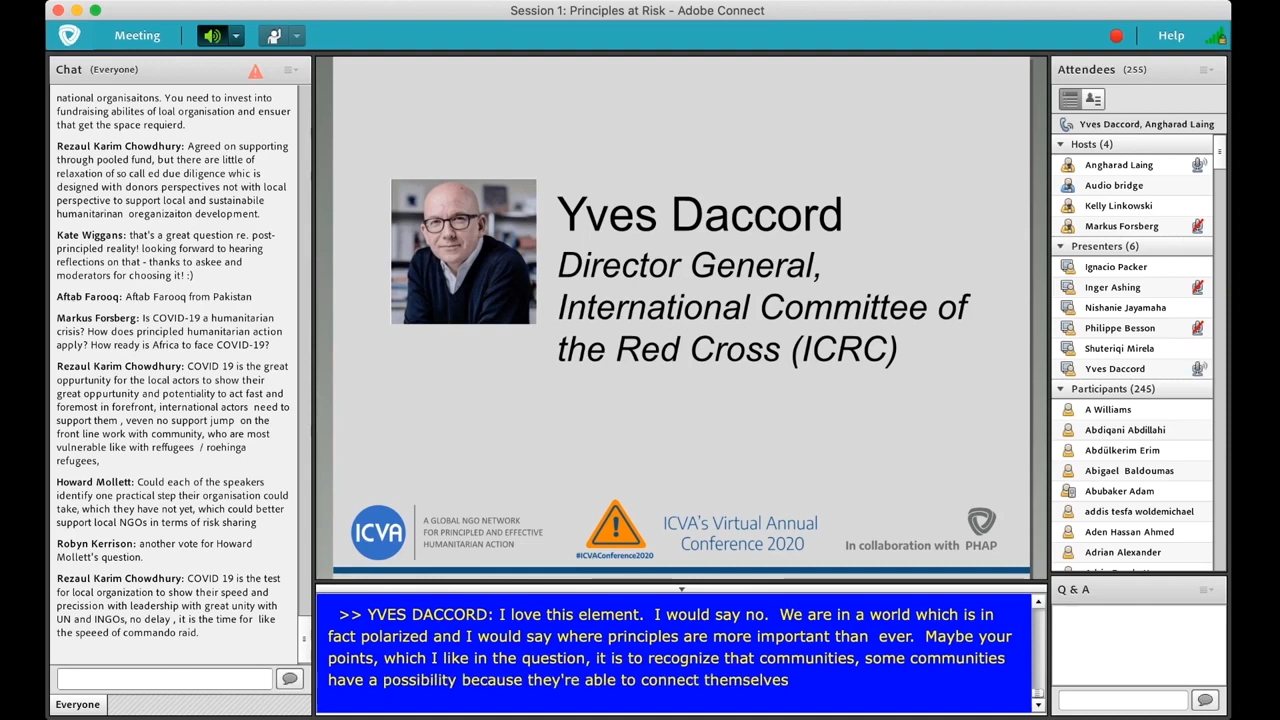 Session 1: Principles at Risk - Adobe Connect
Meeting
Help
Chat (Everyone)
national organisaitons. You need to invest into
fundraising abilites of loal organisation and ensuer
that get the space requierd.
Rezaul Karim Chowdhury: Agreed on supporting
through pooled fund, but there are little of
relaxation of so call ed due diligence whic is
designed with donors perspectives not with local
perspective to support local and sustainabile
humanitarinan oreganizaiton development.
Kate Wiggans: that's a great question re. post-
principled reality! looking forward to hearing
reflections on that - thanks to askee and
moderators for choosing it! :)
Aftab Farooq: Aftab Farooq from Pakistan
Markus Forsberg: Is COVID-19 a humanitarian
crisis? How does principled humanitarian action
apply? How ready is Africa to face COVID-19?
Rezaul Karim Chowdhury: COVID 19 is the great
opportunity for the local actors to show their
great oppurtunity and potentiality to act fast and
foremost in forefront, international actors need to
support them , veven no support jump on the
front line work with community, who are most
vulnerable like with reffugees / roehinga
refugees,
Howard Mollett: Could each of the speakers
identify one practical step their organisation could
take, which they have not yet, which could better
support local NGOs in terms of risk sharing
Robyn Kerrison: another vote for Howard
Mollett's question.
Rezaul Karim Chowdhury: COVID 19 is the test
for local organization to show their speed and
precission with leadership with great unity with
UN and INGOs, no delay , it is the time for like
the speeed of commando raid.
Everyone
Yves Daccord
Director General,
International Committee of
the Red Cross (ICRC)
ICVA
A GLOBAL NGO NETWORK
FOR PRINCIPLED AND EFFECTIVE
HUMANITARIAN ACTION
#ICVAConference2020
ICVA's Virtual Annual
Conference 2020
In collaboration with PHAP
>> YVES DACCORD: I love this element. I would say no. We are in a world which is in
fact polarized and I would say where principles are more important than ever. Maybe your
points, which I like in the question, it is to recognize that communities, some communities
have a possibility because they're able to connect themselves
Attendees (255)
Yves Daccord, Angharad Laing
Hosts (4)
Angharad Laing
Audio bridge
Kelly Linkowski
Markus Forsberg
Presenters (6)
Ignacio Packer
Inger Ashing
Nishanie Jayamaha
Philippe Besson
Shuteriqi Mirela
Yves Daccord
Participants (245)
A Williams
Abdiqani Abdillahi
Abdülkerim Erim
Abigael Baldoumas
Abubaker Adam
addis tesfa woldemichael
Aden Hassan Ahmed
Adrian Alexander
Q & A